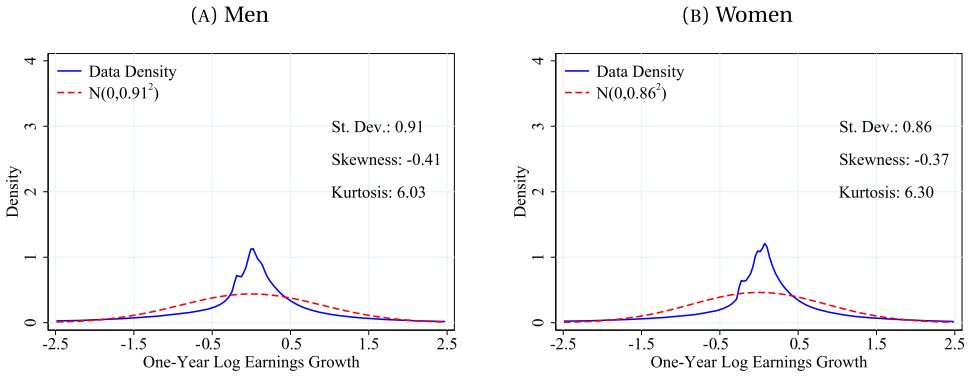 (A) Men
4
3
2
1
0
Density
Data Density
N(0,0.91²)
St. Dev.: 0.91
Skewness: -0.41
Kurtosis: 6.03
-2.5 -1.5 -0.5 0.5 1.5 2.5
One-Year Log Earnings Growth
(B) Women
4
3
2
1
0
Density
Data Density
N(0,0.86²)
St. Dev.: 0.86
Skewness: -0.37
Kurtosis: 6.30
-2.5 -1.5 -0.5 0.5 1.5 2.5
One-Year Log Earnings Growth